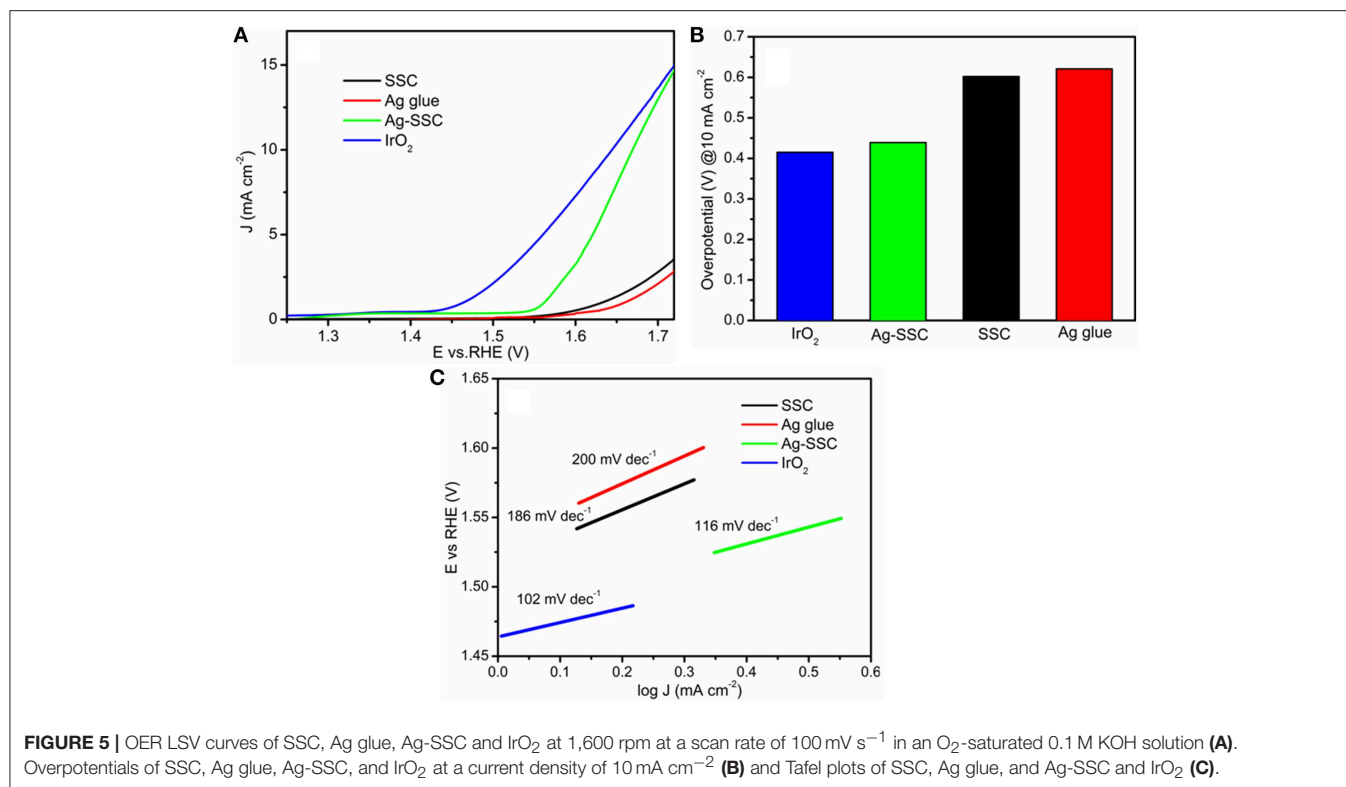 A
J (mA cm⁻²)
15
10
5
0
SSC
Ag glue
Ag-SSC
IrO₂
1.3 1.4 1.5 1.6 1.7
E vs.RHE (V)
B
Overpotential (V) @10 mA cm⁻²
0.7
0.6
0.5
0.4
0.3
0.2
0.1
0.0
IrO₂ Ag-SSC SSC Ag glue
C
E vs RHE (V)
1.65
1.60
1.55
1.50
1.45
SSC
Ag glue
Ag-SSC
IrO₂
200 mV dec⁻¹
186 mV dec⁻¹
116 mV dec⁻¹
102 mV dec⁻¹
0.0 0.1 0.2 0.3 0.4 0.5 0.6
log J (mA cm⁻²)
FIGURE 5 | OER LSV curves of SSC, Ag glue, Ag-SSC and IrO₂ at 1,600 rpm at a scan rate of 100 mV s⁻¹ in an O₂-saturated 0.1 M KOH solution (A).
Overpotentials of SSC, Ag glue, Ag-SSC, and IrO₂ at a current density of 10 mA cm⁻² (B) and Tafel plots of SSC, Ag glue, and Ag-SSC and IrO₂ (C).